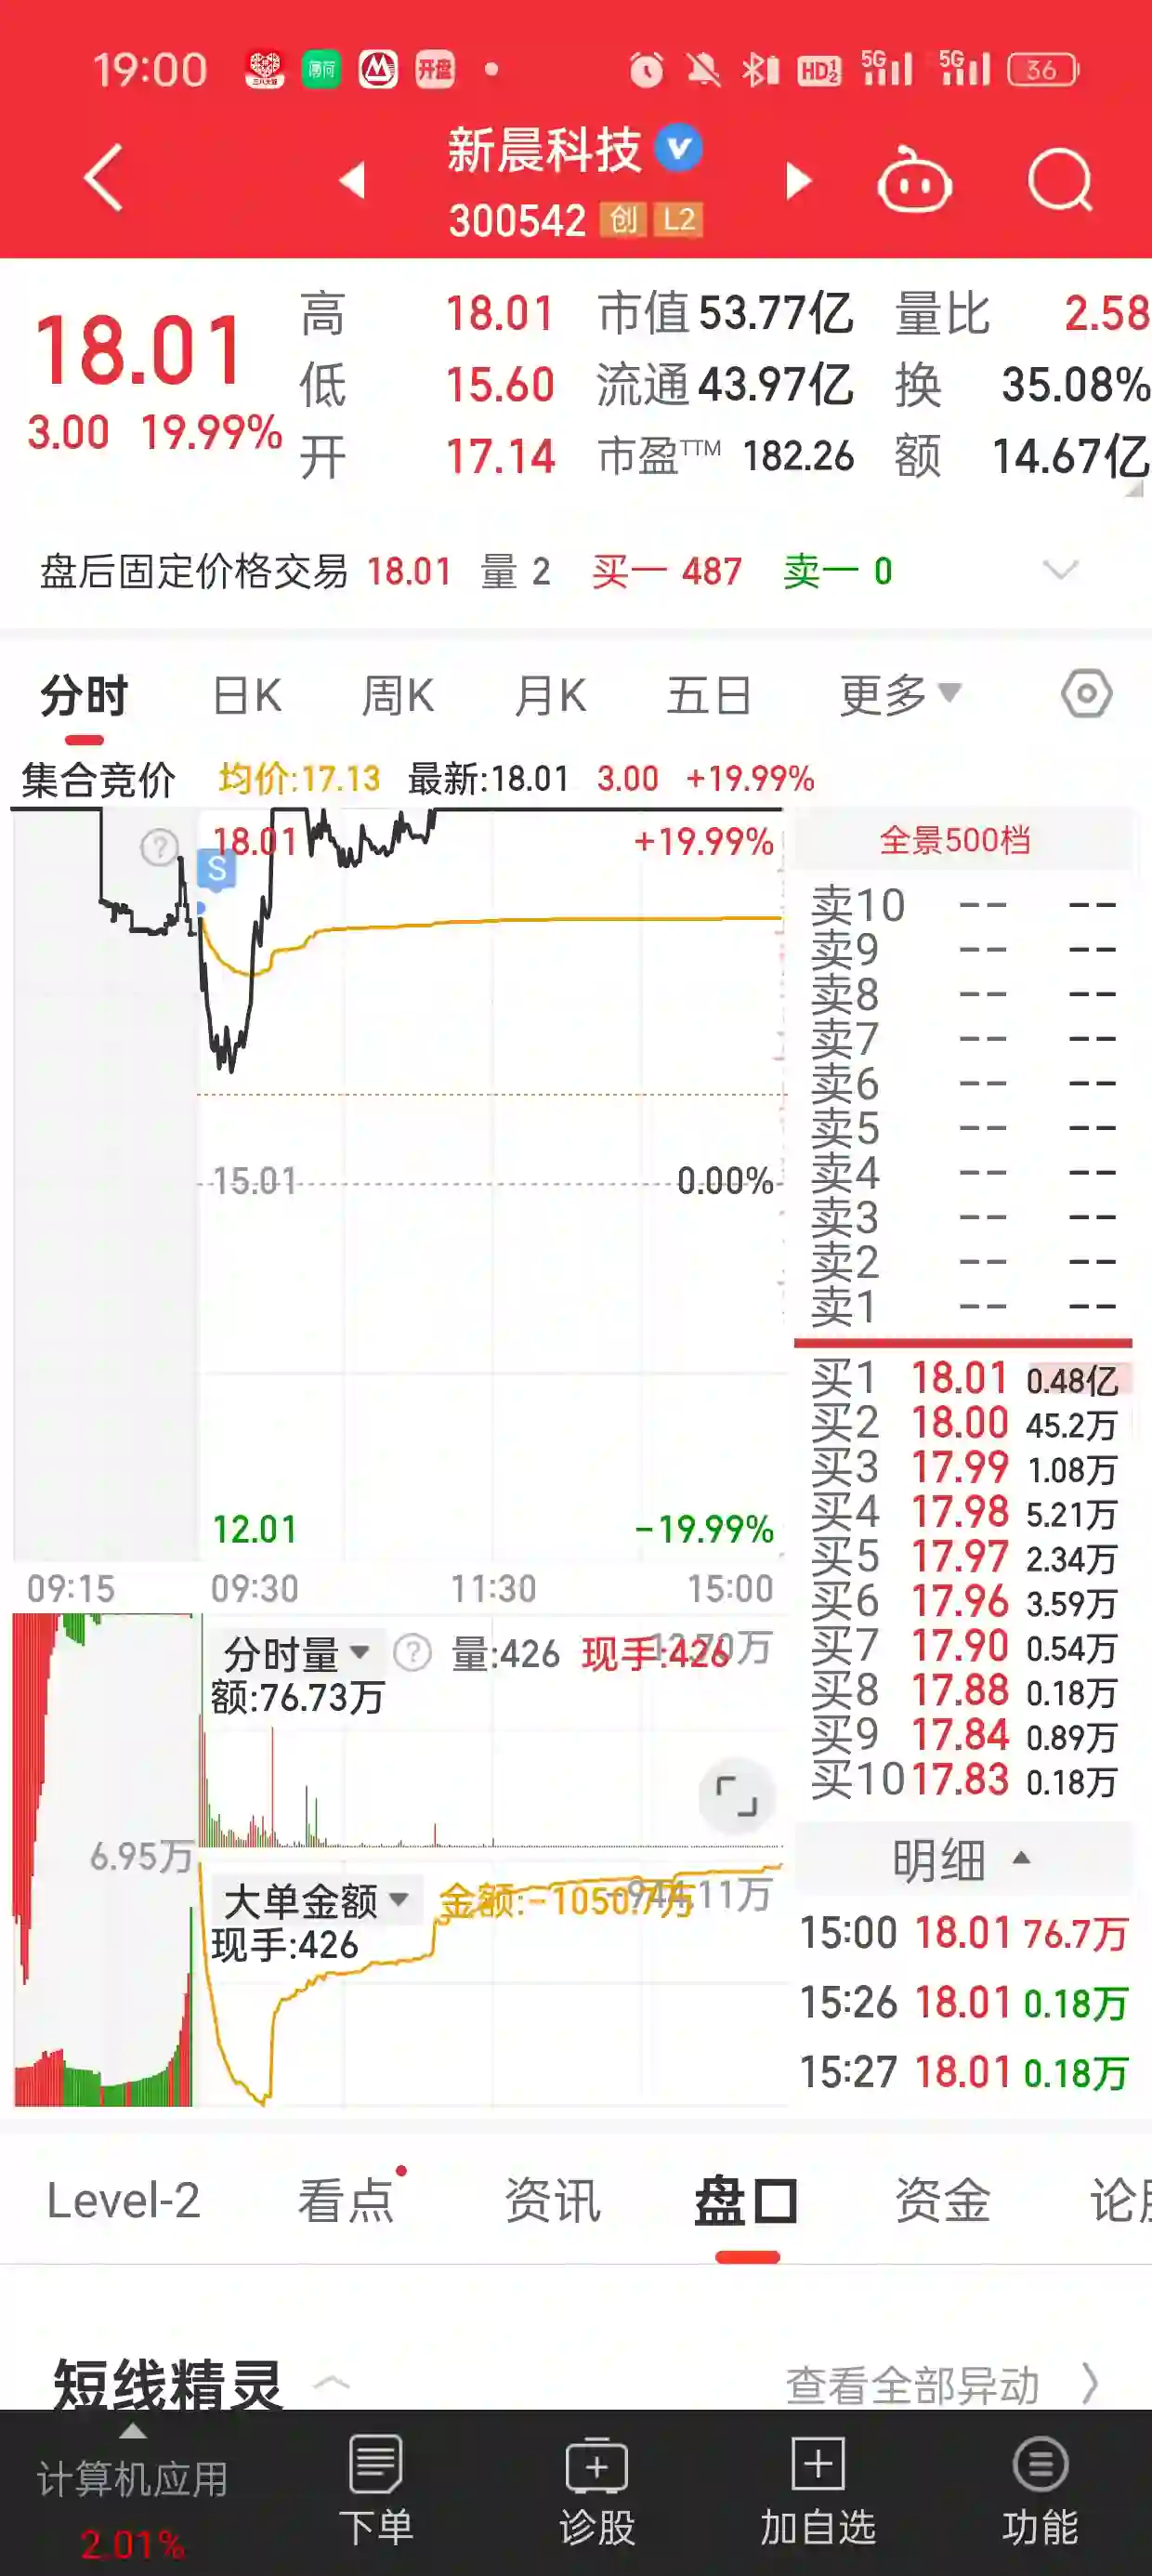 19:00 开盘 HD 5G 5G 36
新晨科技
300542 创 L2
18.01
3.00 19.99%
高 18.01 市值 53.77亿 量比 2.58
低 15.60 流通 43.97亿 换 35.08%
开 17.14 市盈TTM 182.26 额 14.67亿
盘后固定价格交易 18.01 量 2 买一 487 卖一 0
分时 日K 周K 月K 五日 更多
集合竞价 均价:17.13 最新:18.01 3.00 +19.99%
18.01 +19.99%
S
15.01 0.00%
12.01 -19.99%
09:15 09:30 11:30 15:00
分时量 量:426 现手:426
额:76.73万
6.95万
大单金额 金额:-1050.7万
现手:426
全景500档
卖10 -- --
卖9 -- --
卖8 -- --
卖7 -- --
卖6 -- --
卖5 -- --
卖4 -- --
卖3 -- --
卖2 -- --
卖1 -- --
买1 18.01 0.48亿
买2 18.00 45.2万
买3 17.99 1.08万
买4 17.98 5.21万
买5 17.97 2.34万
买6 17.96 3.59万
买7 17.90 0.54万
买8 17.88 0.18万
买9 17.84 0.89万
买10 17.83 0.18万
明细
15:00 18.01 76.7万
15:26 18.01 0.18万
15:27 18.01 0.18万
Level-2 看点 资讯 盘口 资金
短线精灵 查看全部异动
计算机应用
2.01%
下单 诊股 加自选 功能